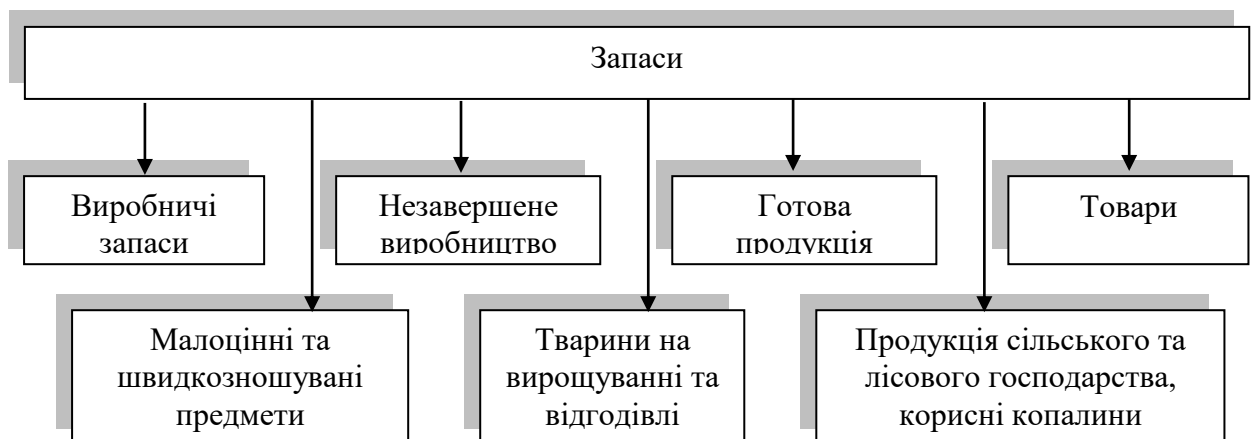 Запаси
Виробничі
запаси
Незавершене
виробництво
Готова
продукція
Товари
Малоцінні та
швидкозношувані
предмети
Тварини на
вирощуванні та
відгодівлі
Продукція сільського та
лісового господарства,
корисні копалини